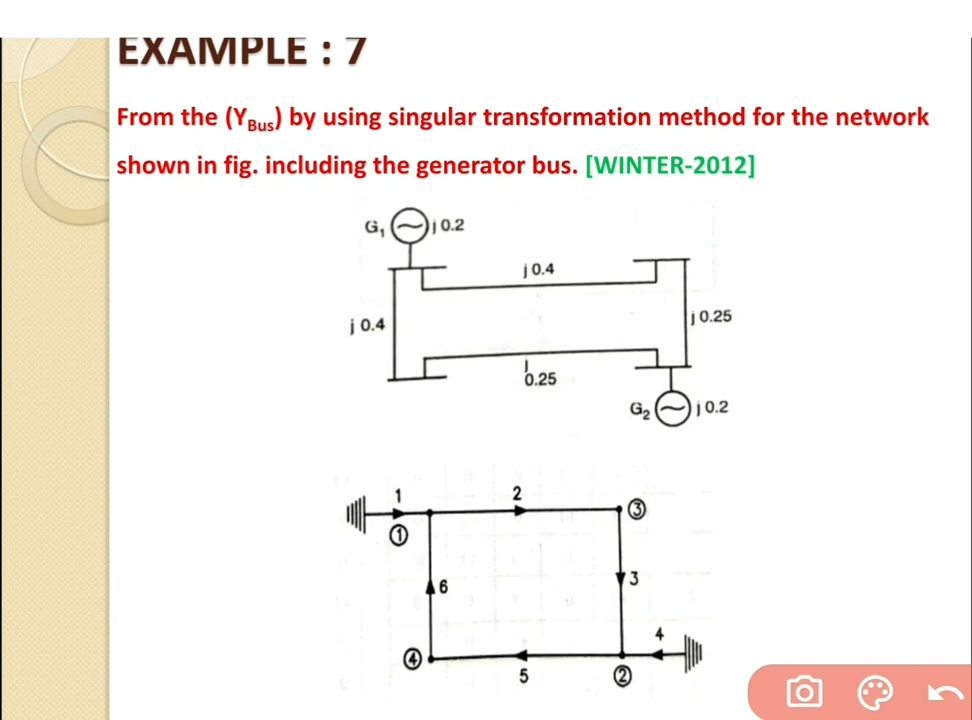 EXAMPLE : 7
From the (YBus) by using singular transformation method for the network
shown in fig. including the generator bus. [WINTER-2012]
G1 j 0.2
j 0.4
j 0.4
j 0.25
j
0.25
G2 j 0.2
1
2
①
③
6
3
4
④
5
②